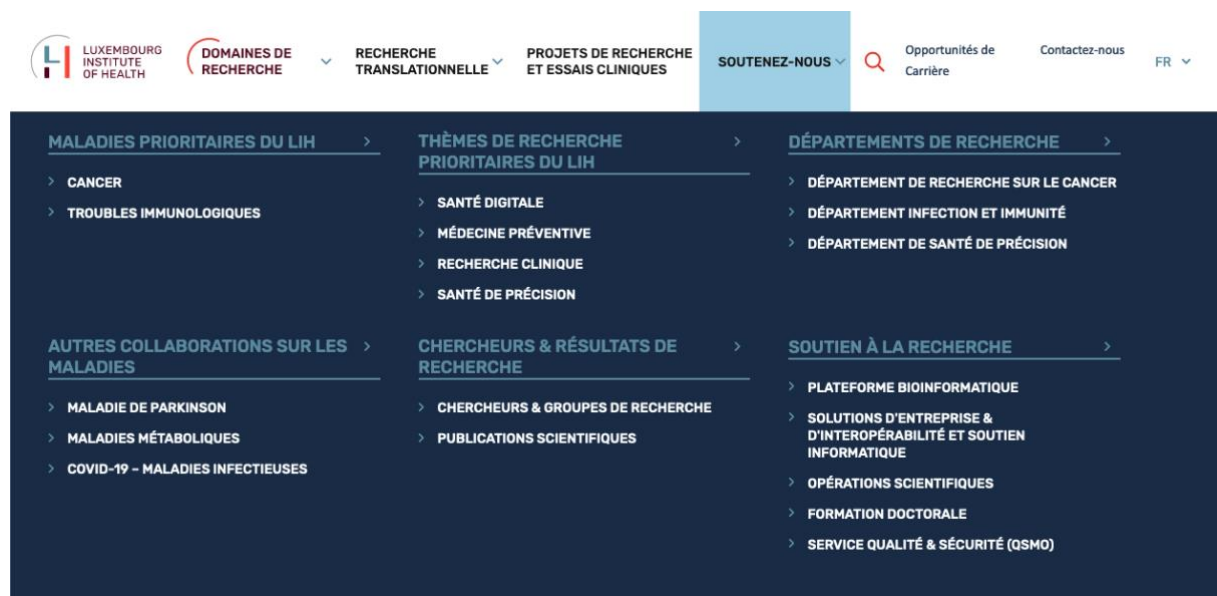 LUXEMBOURG
INSTITUTE
OF HEALTH
DOMAINES DE
RECHERCHE
RECHERCHE
TRANSLATIONNELLE
PROJETS DE RECHERCHE
ET ESSAIS CLINIQUES
SOUTENEZ-NOUS
Opportunités de
Carrière
Contactez-nous
FR
MALADIES PRIORITAIRES DU LIH
CANCER
TROUBLES IMMUNOLOGIQUES
THÈMES DE RECHERCHE
PRIORITAIRES DU LIH
SANTÉ DIGITALE
MÉDECINE PRÉVENTIVE
RECHERCHE CLINIQUE
SANTÉ DE PRÉCISION
DÉPARTEMENTS DE RECHERCHE
DÉPARTEMENT DE RECHERCHE SUR LE CANCER
DÉPARTEMENT INFECTION ET IMMUNITÉ
DÉPARTEMENT DE SANTÉ DE PRÉCISION
AUTRES COLLABORATIONS SUR LES
MALADIES
MALADIE DE PARKINSON
MALADIES MÉTABOLIQUES
COVID-19 – MALADIES INFECTIEUSES
CHERCHEURS & RÉSULTATS DE
RECHERCHE
CHERCHEURS & GROUPES DE RECHERCHE
PUBLICATIONS SCIENTIFIQUES
SOUTIEN À LA RECHERCHE
PLATEFORME BIOINFORMATIQUE
SOLUTIONS D'ENTREPRISE &
D'INTEROPÉRABILITÉ ET SOUTIEN
INFORMATIQUE
OPÉRATIONS SCIENTIFIQUES
FORMATION DOCTORALE
SERVICE QUALITÉ & SÉCURITÉ (QSMO)